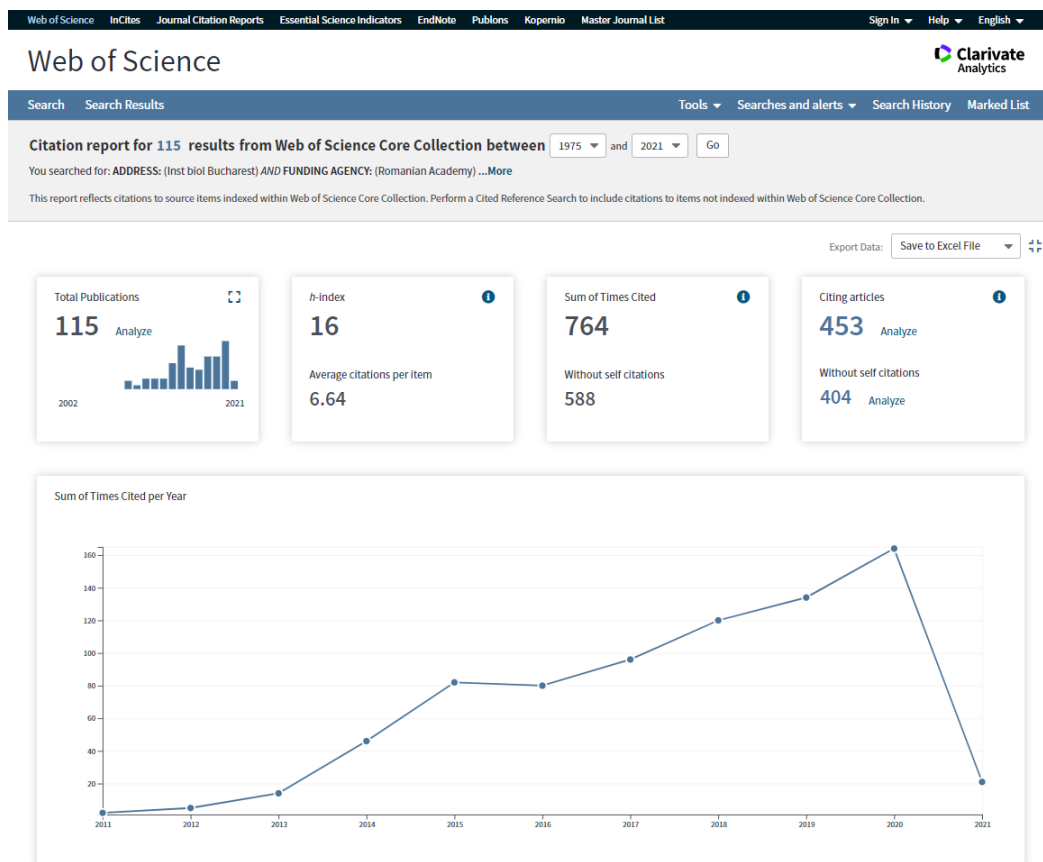 Web of Science InCites Journal Citation Reports Essential Science Indicators EndNote Publons Kopernio Master Journal List Sign In Help English
Web of Science
Clarivate
Analytics
Search Search Results Tools Searches and alerts Search History Marked List
Citation report for 115 results from Web of Science Core Collection between 1975 and 2021 Go
You searched for: ADDRESS: (Inst biol Bucharest) AND FUNDING AGENCY: (Romanian Academy) ...More
This report reflects citations to source items indexed within Web of Science Core Collection. Perform a Cited Reference Search to include citations to items not indexed within Web of Science Core Collection.
Export Data: Save to Excel File
Total Publications
115 Analyze
2002 2021
h-index
16
Average citations per item
6.64
Sum of Times Cited
764
Without self citations
588
Citing articles
453 Analyze
Without self citations
404 Analyze
Sum of Times Cited per Year
160
140
120
100
80
60
40
20
2011 2012 2013 2014 2015 2016 2017 2018 2019 2020 2021